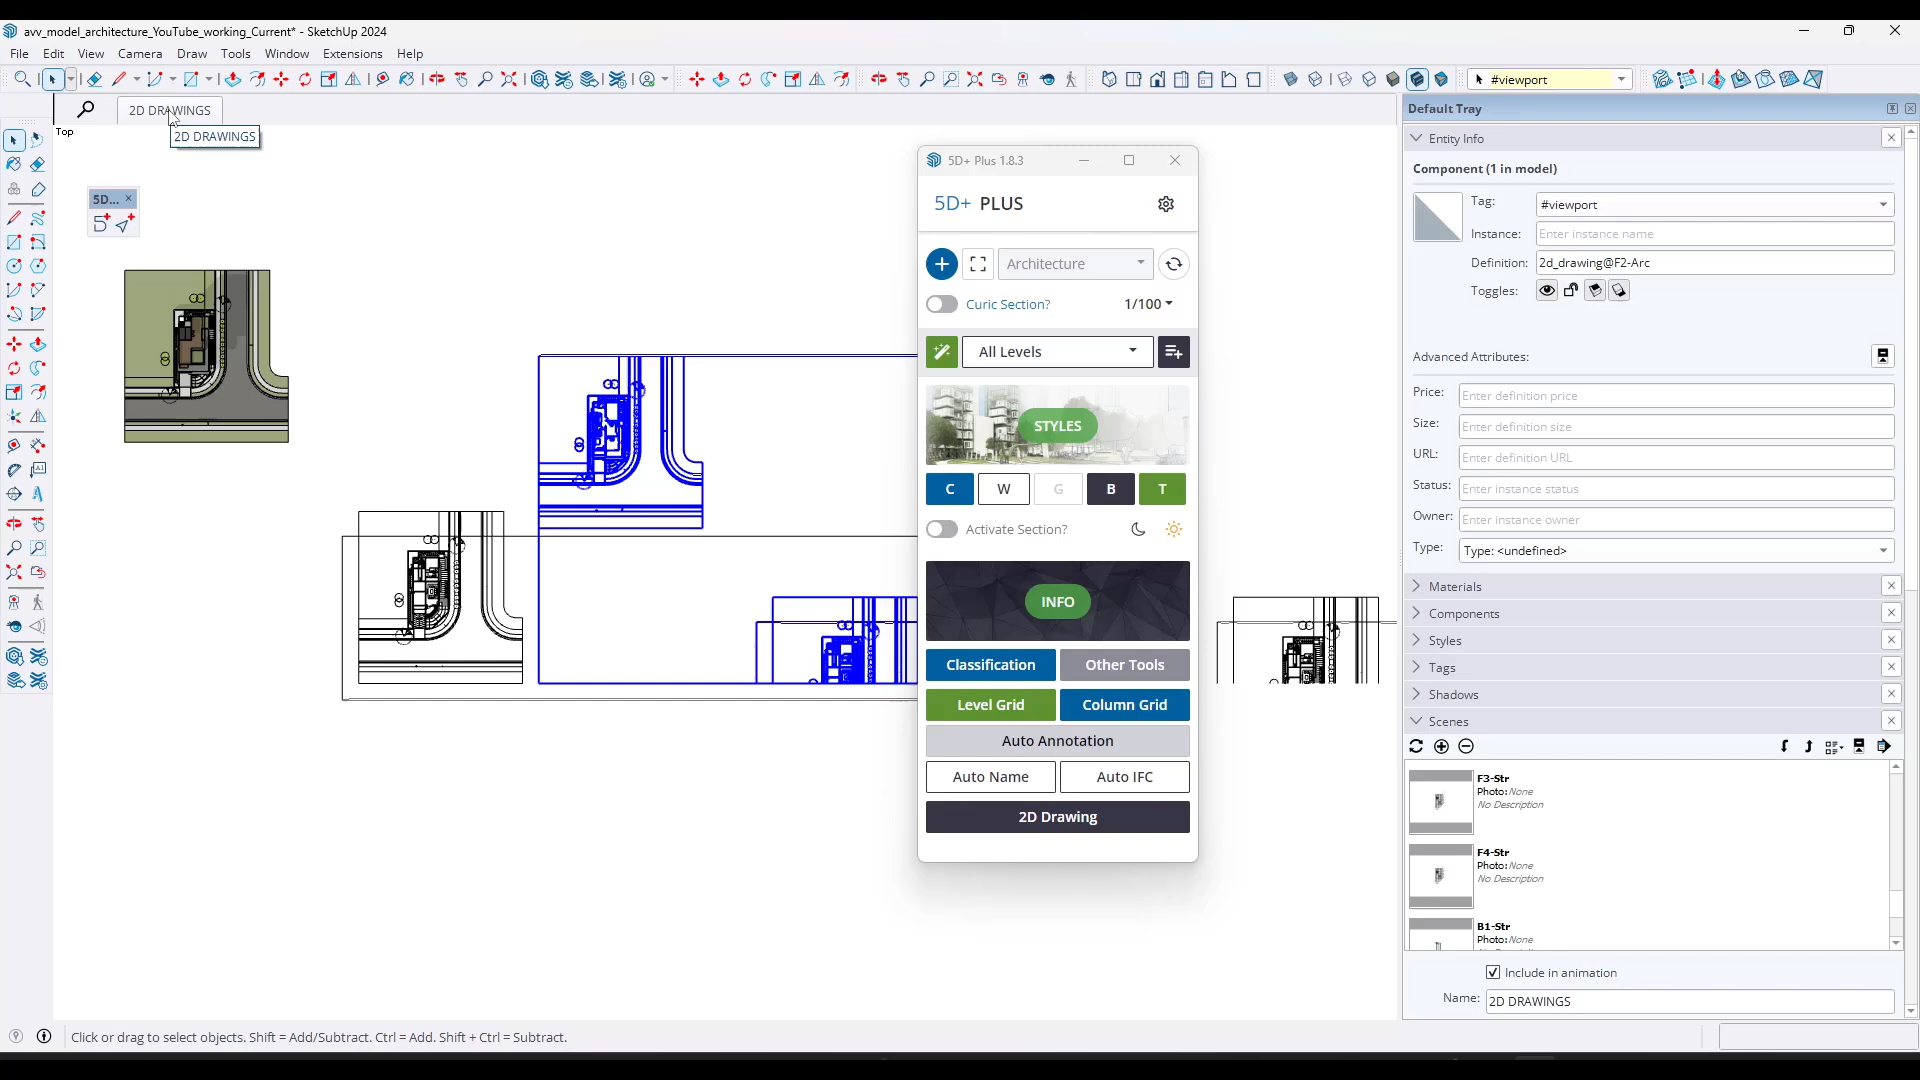 avv_model_architecture_YouTube_working_Current* - SketchUp 2024
File Edit View Camera Draw Tools Window Extensions Help
#viewport
2D DRAWINGS
2D DRAWINGS
Top
5D...
5D+ Plus 1.8.3
5D+ PLUS
Architecture
Curic Section?
1/100
All Levels
STYLES
C W G B T
Activate Section?
INFO
Classification
Other Tools
Level Grid
Column Grid
Auto Annotation
Auto Name
Auto IFC
2D Drawing
Default Tray
Entity Info
Component (1 in model)
Tag: #viewport
Instance: Enter instance name
Definition: 2d_drawing@F2-Arc
Toggles:
Advanced Attributes:
Price: Enter definition price
Size: Enter definition size
URL: Enter definition URL
Status: Enter instance status
Owner: Enter instance owner
Type: Type: <undefined>
Materials
Components
Styles
Tags
Shadows
Scenes
F3-Str
Photo: None
No Description
F4-Str
Photo: None
No Description
B1-Str
Photo: None
Include in animation
Name: 2D DRAWINGS
Click or drag to select objects. Shift = Add/Subtract. Ctrl = Add. Shift + Ctrl = Subtract.